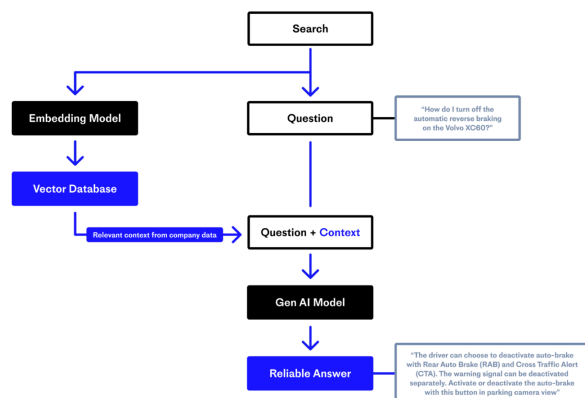 Search
Embedding Model
Question
“How do I turn off the
automatic reverse braking
on the Volvo XC60?”
Vector Database
Relevant context from company data
Question + Context
Gen AI Model
Reliable Answer
“The driver can choose to deactivate auto-brake
with Rear Auto Brake (RAB) and Cross Traffic Alert
(CTA). The warning signal can be deactivated
separately. Activate or deactivate the auto-brake
with this button in parking camera view”